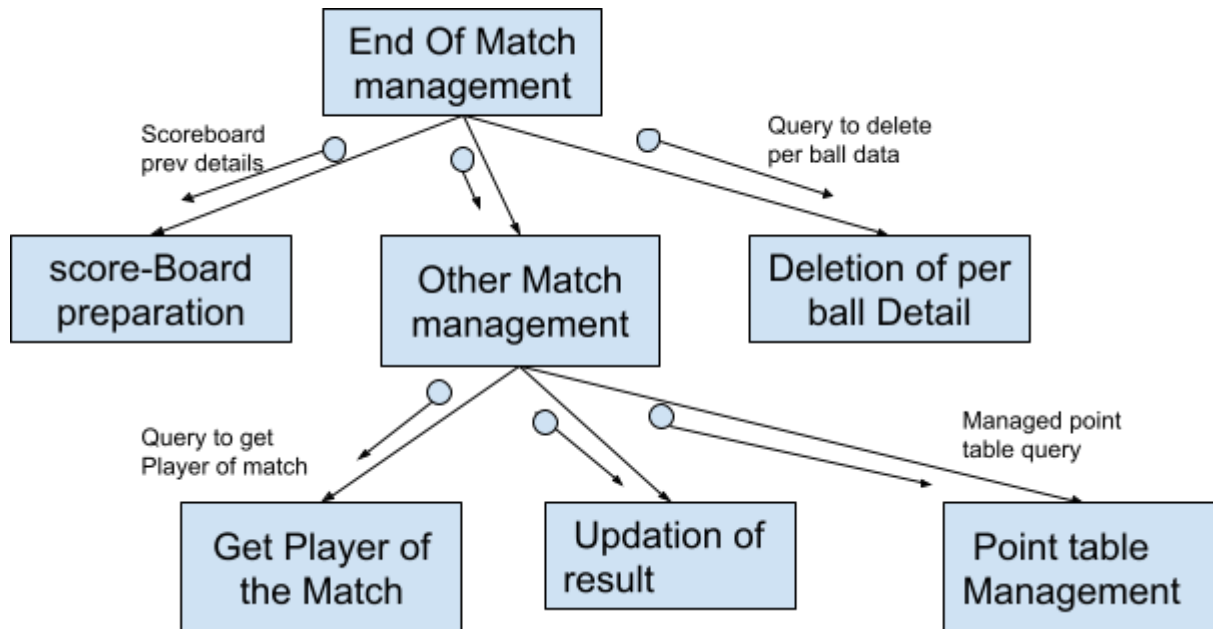 End Of Match
management
Scoreboard
prev details
Query to delete
per ball data
score-Board
preparation
Other Match
management
Deletion of per
ball Detail
Query to get
Player of match
Managed point
table query
Get Player of
the Match
Updation of
result
Point table
Management